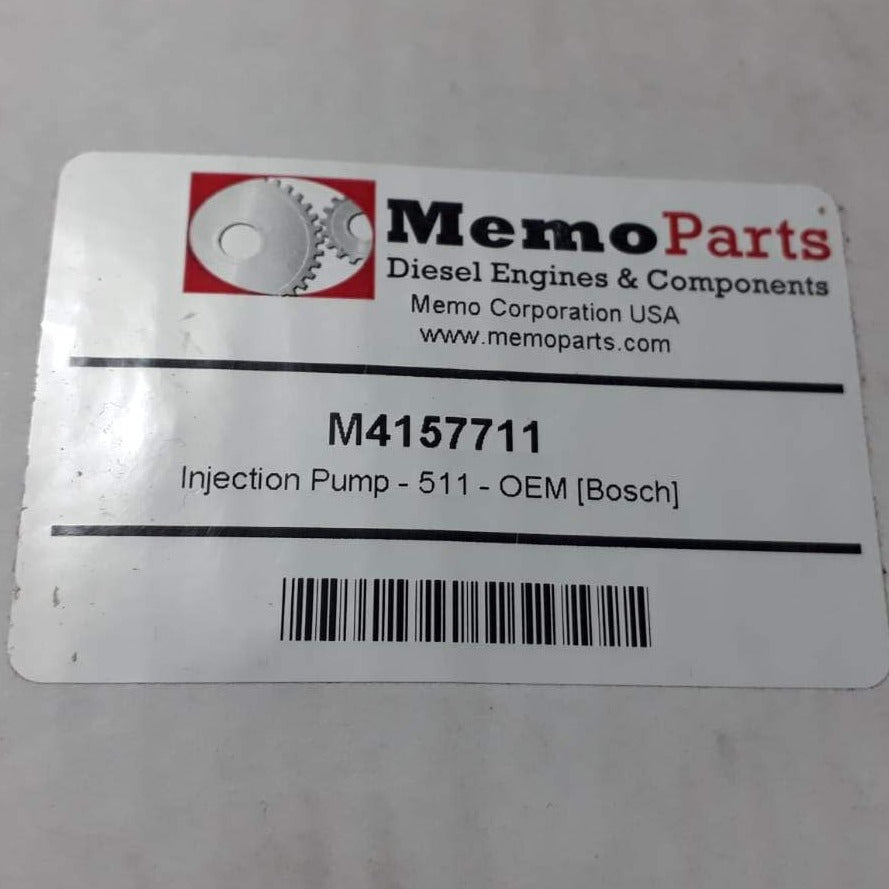 MemoParts
Diesel Engines & Components
Memo Corporation USA
www.memoparts.com
M4157711
Injection Pump - 511 - OEM [Bosch]